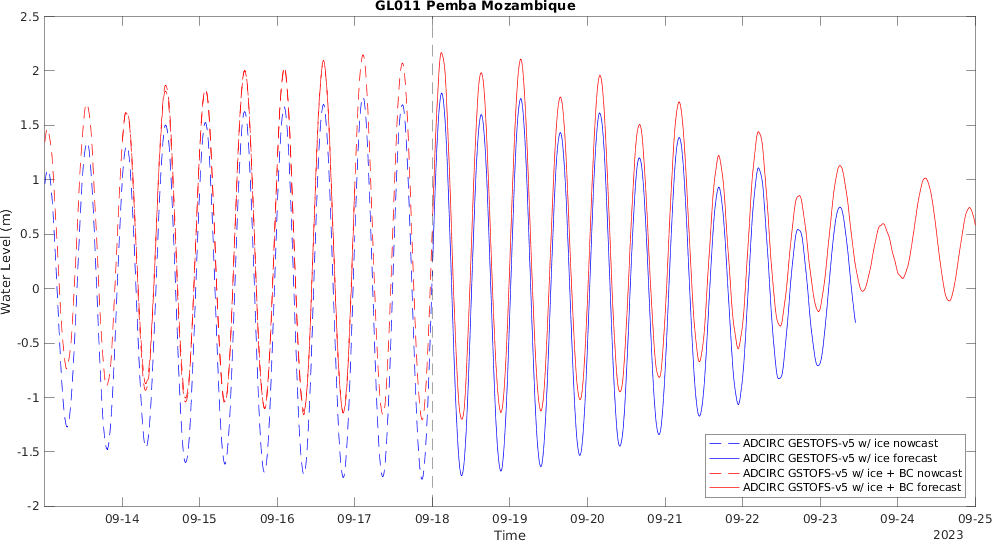 GL011 Pemba Mozambique
2.5
2
1.5
1
0.5
0
-0.5
-1
-1.5
-2
Water Level (m)
ADCIRC GESTOFS-v5 w/ ice nowcast
ADCIRC GESTOFS-v5 w/ ice forecast
ADCIRC GSTOFS-v5 w/ ice + BC nowcast
ADCIRC GSTOFS-v5 w/ ice + BC forecast
09-14 09-15 09-16 09-17 09-18 09-19 09-20 09-21 09-22 09-23 09-24 09-25
Time
2023